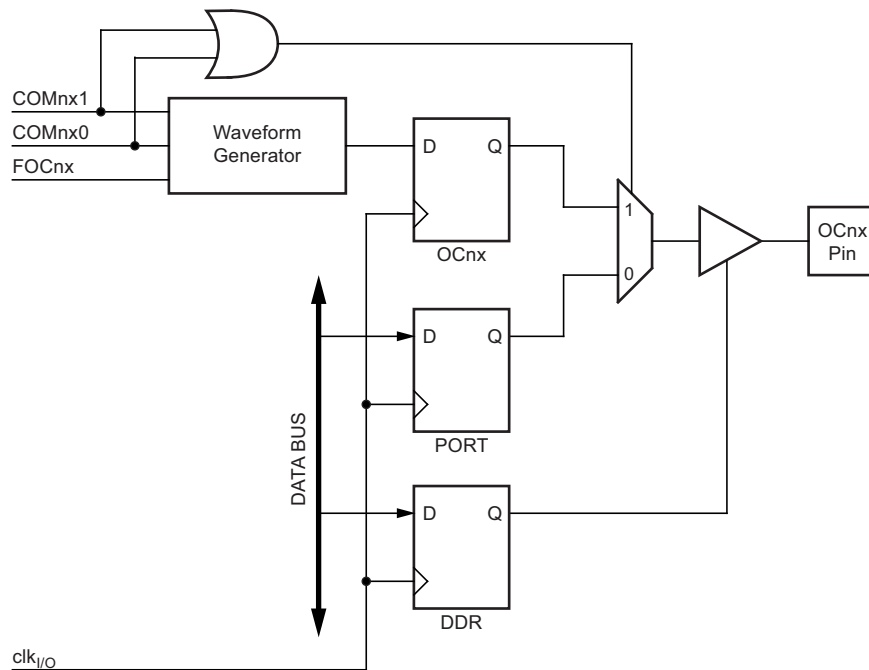 COMnx1
COMnx0
FOCnx
Waveform
Generator
D
Q
OCnx
1
0
OCnx
Pin
D
Q
PORT
DATA BUS
D
Q
DDR
clkI/O